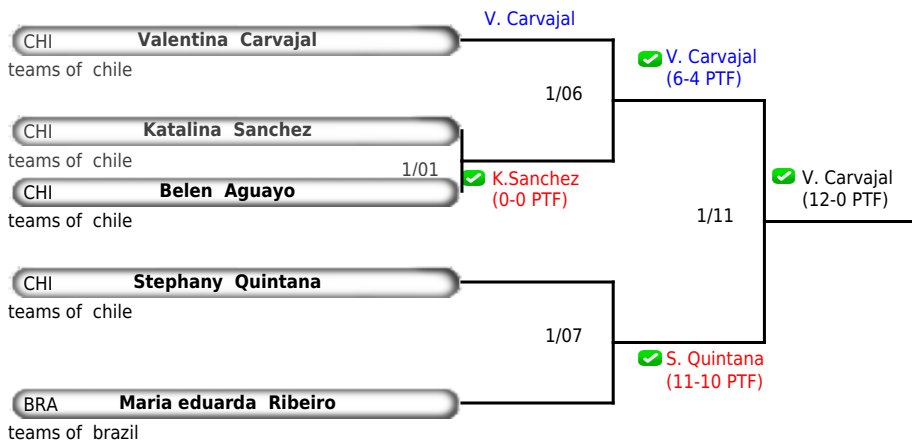 V. Carvajal
CHI Valentina Carvajal
teams of chile
V. Carvajal
(6-4 PTF)
1/06
CHI Katalina Sanchez
teams of chile
1/01
K.Sanchez
(0-0 PTF)
CHI Belen Aguayo
teams of chile
V. Carvajal
(12-0 PTF)
1/11
CHI Stephany Quintana
teams of chile
1/07
S. Quintana
(11-10 PTF)
BRA Maria eduarda Ribeiro
teams of brazil